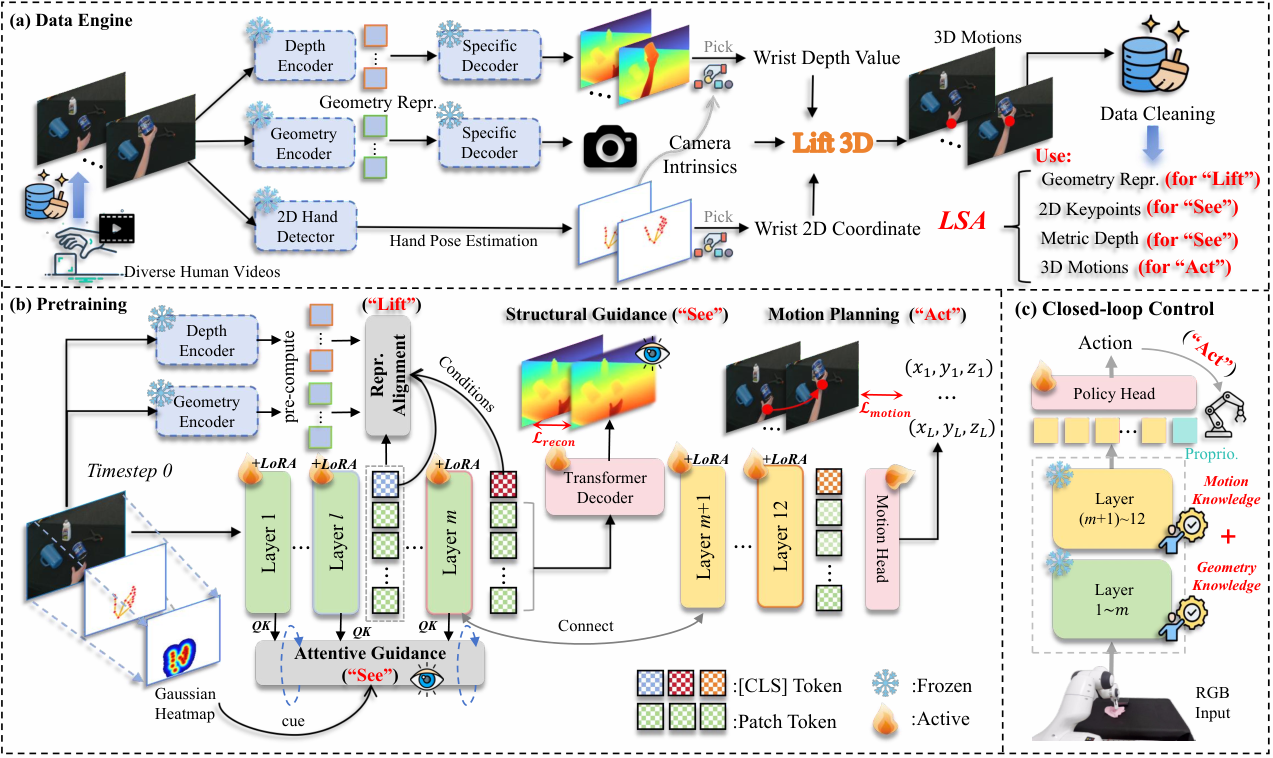 (a) Data Engine
Depth
Encoder
Geometry Repr.
Specific
Decoder
Pick
Wrist Depth Value
3D Motions
Geometry
Encoder
Specific
Decoder
Camera
Intrinsics
Lift 3D
Data Cleaning
2D Hand
Detector
Hand Pose Estimation
Pick
Wrist 2D Coordinate
Diverse Human Videos
LSA
Use:
Geometry Repr. (for “Lift”)
2D Keypoints (for “See”)
Metric Depth (for “See”)
3D Motions (for “Act”)
(b) Pretraining
Depth
Encoder
Geometry
Encoder
pre-compute
(“Lift”)
Repr.
Alignment
Conditions
Structural Guidance (“See”)
ℒrecon
Motion Planning (“Act”)
ℒmotion
(x1, y1, z1)
...
(xL, yL, zL)
Timestep 0
+LoRA
Layer 1
+LoRA
Layer l
+LoRA
Layer m
Transformer
Decoder
+LoRA
Layer m+1
+LoRA
Layer 12
Motion Head
QK
QK
QK
Connect
Attentive Guidance
(“See”)
Gaussian
Heatmap
cue
:[CLS] Token
:Patch Token
:Frozen
:Active
(c) Closed-loop Control
Action
(“Act”)
Policy Head
Proprio.
Layer
(m+1)~12
Motion
Knowledge
+
Geometry
Knowledge
Layer
1~m
RGB
Input